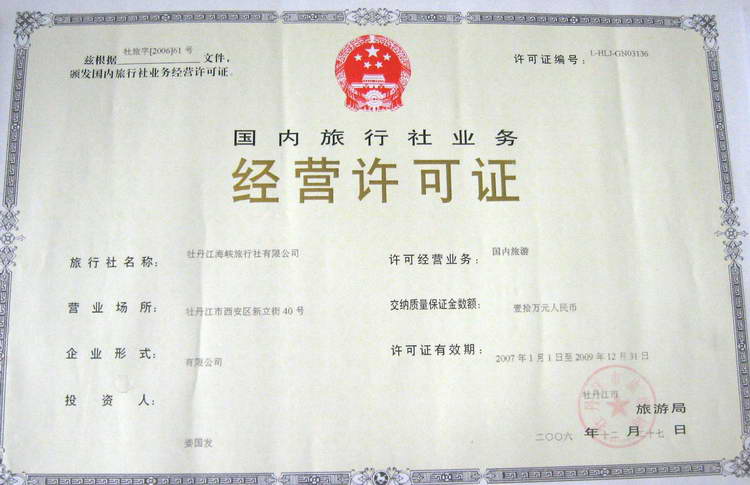 兹根据牡旅字[2006]61号文件,
颁发国内旅行社业务经营许可证。
许可证编号: L-HLJ-GN03136
国内旅行社业务
经营许可证
旅行社名称: 牡丹江海峡旅行社有限公司
营业场所: 牡丹江市西安区新立街40号
企业形式: 有限公司
投资人:
娄国发
许可经营业务: 国内旅游
交纳质量保证金数额: 壹拾万元人民币
许可证有效期: 2007年1月1日至2009年12月31日
牡丹江市
旅游局
二〇〇六年十二月二十七日